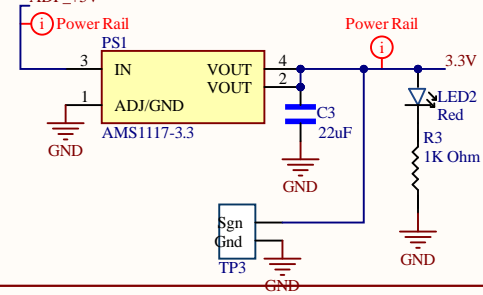 Power Rail
Power Rail
PS1
3 IN VOUT 4
VOUT 2
3.3V
1 ADJ/GND
AMS1117-3.3
LED2
Red
C3
22uF
R3
1K Ohm
GND
GND
Sgn
Gnd
TP3
GND
GND